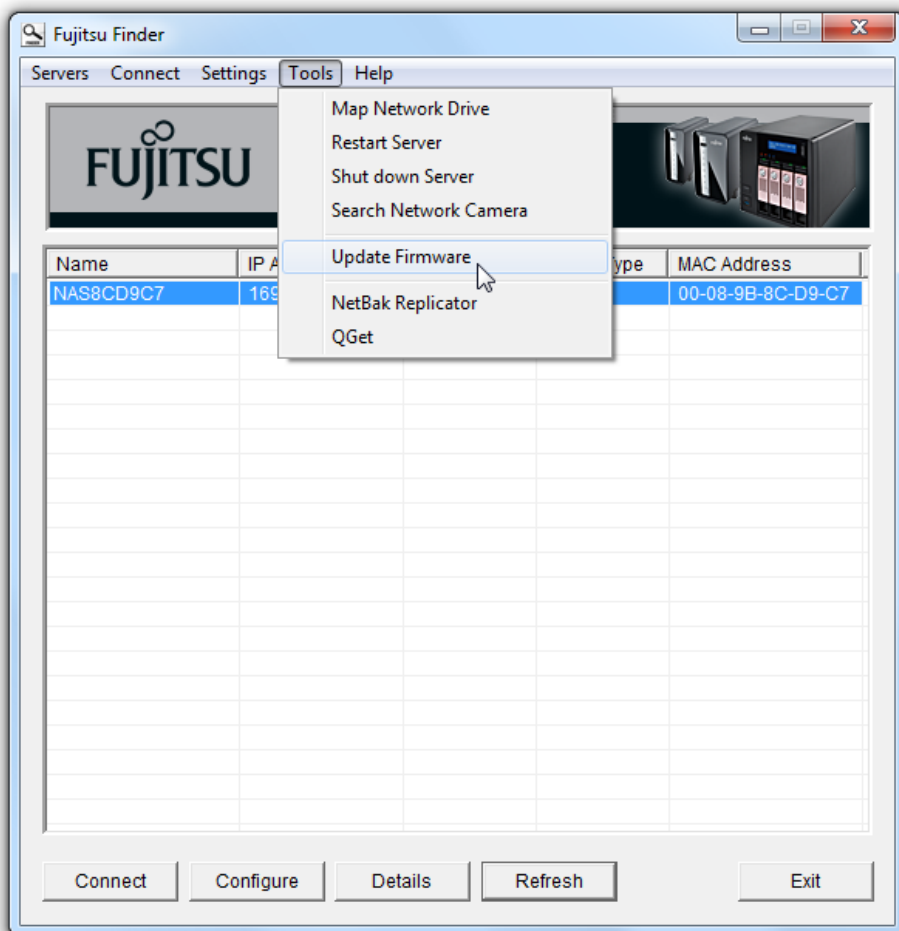 Fujitsu Finder
Servers Connect Settings Tools Help
Map Network Drive
Restart Server
Shut down Server
Search Network Camera
Update Firmware
NetBak Replicator
QGet
FUJITSU
Name IP A ype MAC Address
NAS8CD9C7 169 00-08-9B-8C-D9-C7
Connect Configure Details Refresh Exit